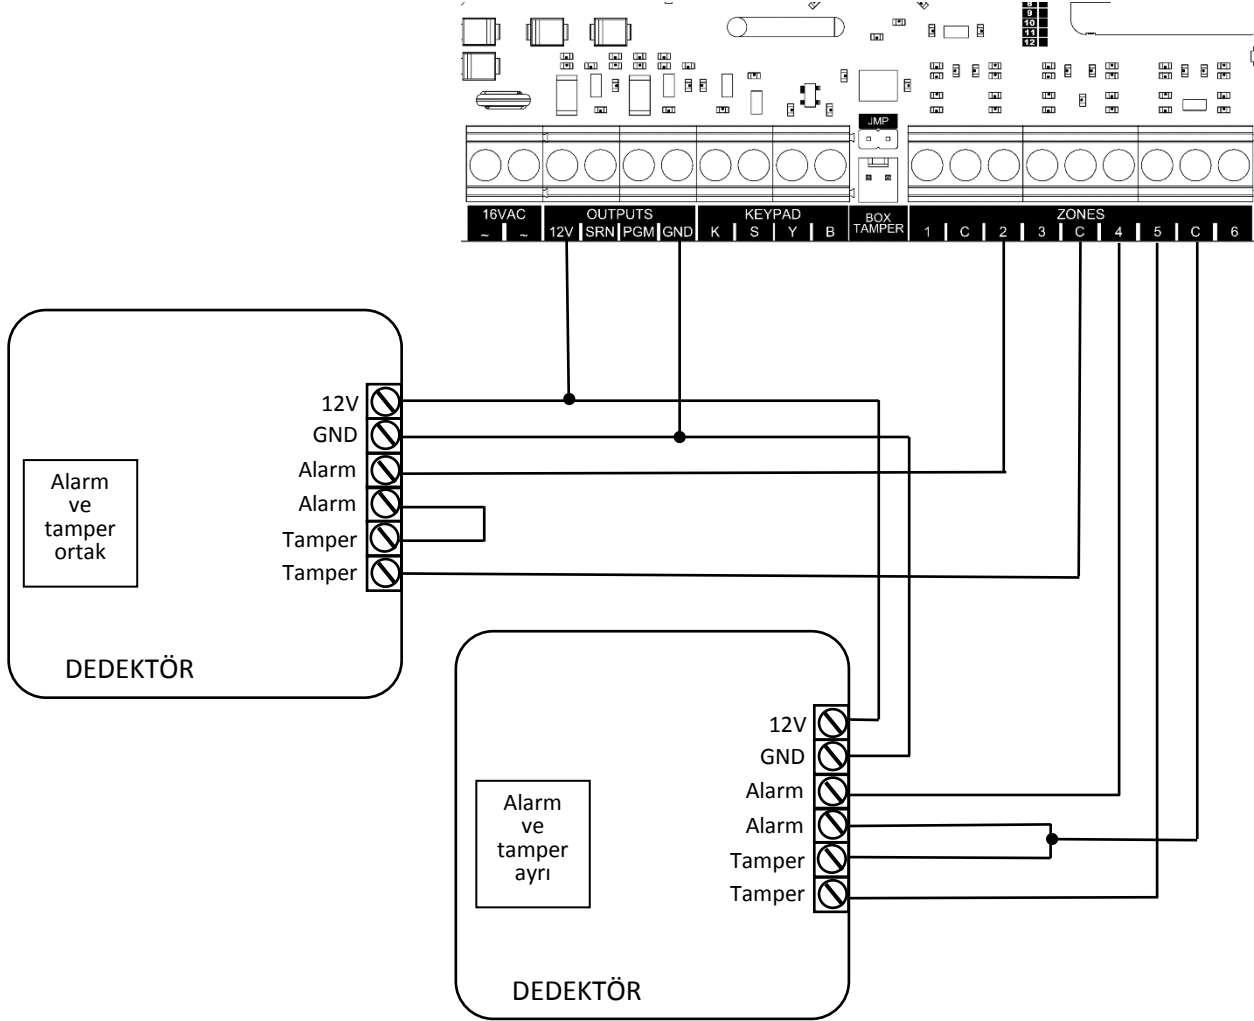 8
9
10
11
12
JMP
16VAC OUTPUTS KEYPAD BOX TAMPER ZONES
~ ~ 12V SRN PGM GND K S Y B 1 C 2 3 C 4 5 C 6
12V
GND
Alarm
Alarm
Tamper
Tamper
Alarm
ve
tamper
ortak
DEDEKTÖR
12V
GND
Alarm
Alarm
Tamper
Tamper
Alarm
ve
tamper
ayrı
DEDEKTÖR